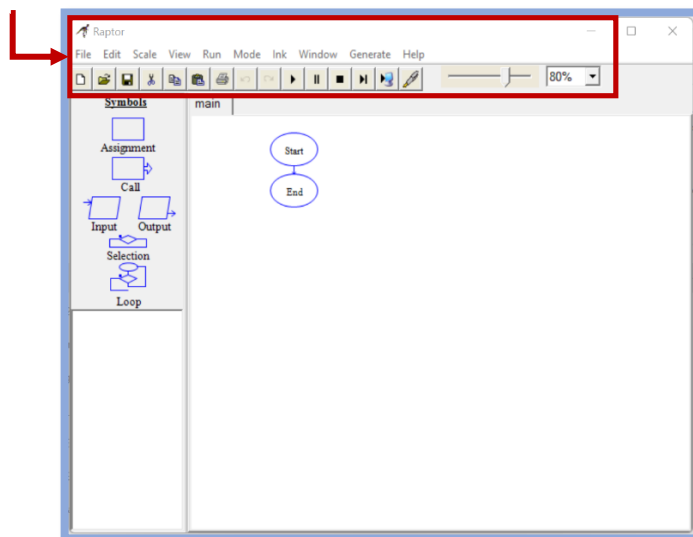 Raptor
File Edit Scale View Run Mode Ink Window Generate Help
80%
Symbols
main
Assignment
Call
Input Output
Selection
Loop
Start
End